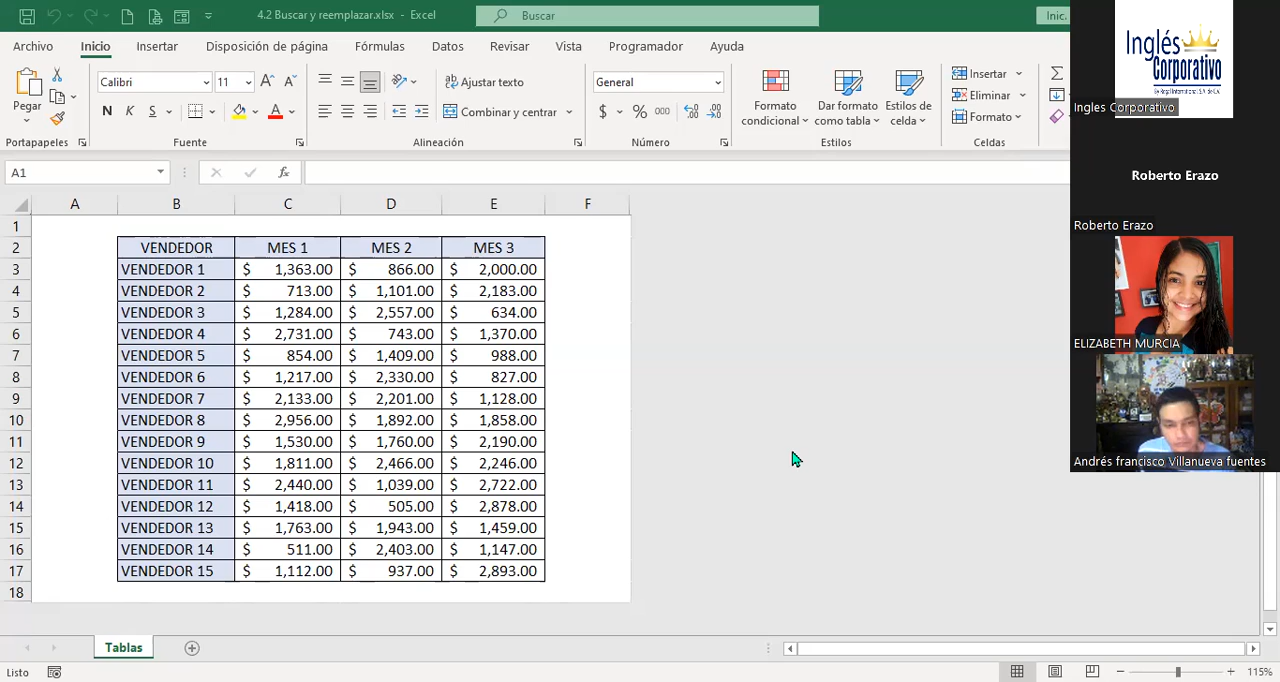 4.2 Buscar y reemplazar.xlsx - Excel
Buscar
Inic.
Archivo Inicio Insertar Disposición de página Fórmulas Datos Revisar Vista Programador Ayuda
Pegar
Calibri 11
N K S
Ajustar texto
Combinar y centrar
General
$ % 000
Formato condicional
Dar formato como tabla
Estilos de celda
Insertar
Eliminar
Formato
Portapapeles Fuente Alineación Número Estilos Celdas
A1
fx
A B C D E F
1
2 VENDEDOR MES 1 MES 2 MES 3
3 VENDEDOR 1 $ 1,363.00 $ 866.00 $ 2,000.00
4 VENDEDOR 2 $ 713.00 $ 1,101.00 $ 2,183.00
5 VENDEDOR 3 $ 1,284.00 $ 2,557.00 $ 634.00
6 VENDEDOR 4 $ 2,731.00 $ 743.00 $ 1,370.00
7 VENDEDOR 5 $ 854.00 $ 1,409.00 $ 988.00
8 VENDEDOR 6 $ 1,217.00 $ 2,330.00 $ 827.00
9 VENDEDOR 7 $ 2,133.00 $ 2,201.00 $ 1,128.00
10 VENDEDOR 8 $ 2,956.00 $ 1,892.00 $ 1,858.00
11 VENDEDOR 9 $ 1,530.00 $ 1,760.00 $ 2,190.00
12 VENDEDOR 10 $ 1,811.00 $ 2,466.00 $ 2,246.00
13 VENDEDOR 11 $ 2,440.00 $ 1,039.00 $ 2,722.00
14 VENDEDOR 12 $ 1,418.00 $ 505.00 $ 2,878.00
15 VENDEDOR 13 $ 1,763.00 $ 1,943.00 $ 1,459.00
16 VENDEDOR 14 $ 511.00 $ 2,403.00 $ 1,147.00
17 VENDEDOR 15 $ 1,112.00 $ 937.00 $ 2,893.00
18
Tablas
Listo
115%
Inglés
Corporativo
Ingles Corporativo
Roberto Erazo
Roberto Erazo
ELIZABETH MURCIA
Andrés francisco Villanueva fuentes